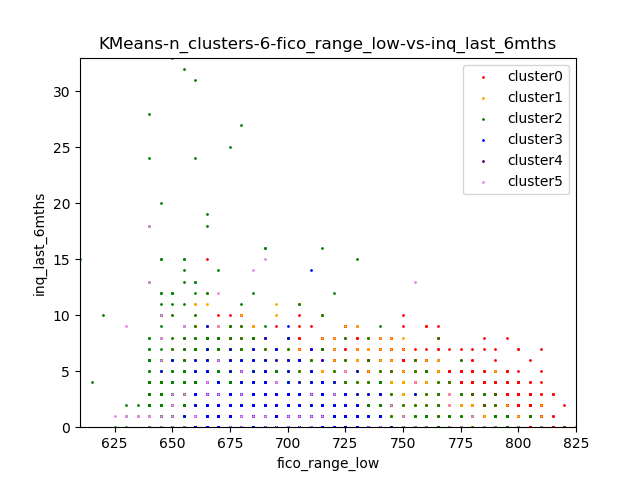 KMeans-n_clusters-6-fico_range_low-vs-inq_last_6mths
cluster0
cluster1
cluster2
cluster3
cluster4
cluster5
30
25
20
15
10
5
0
inq_last_6mths
625 650 675 700 725 750 775 800 825
fico_range_low